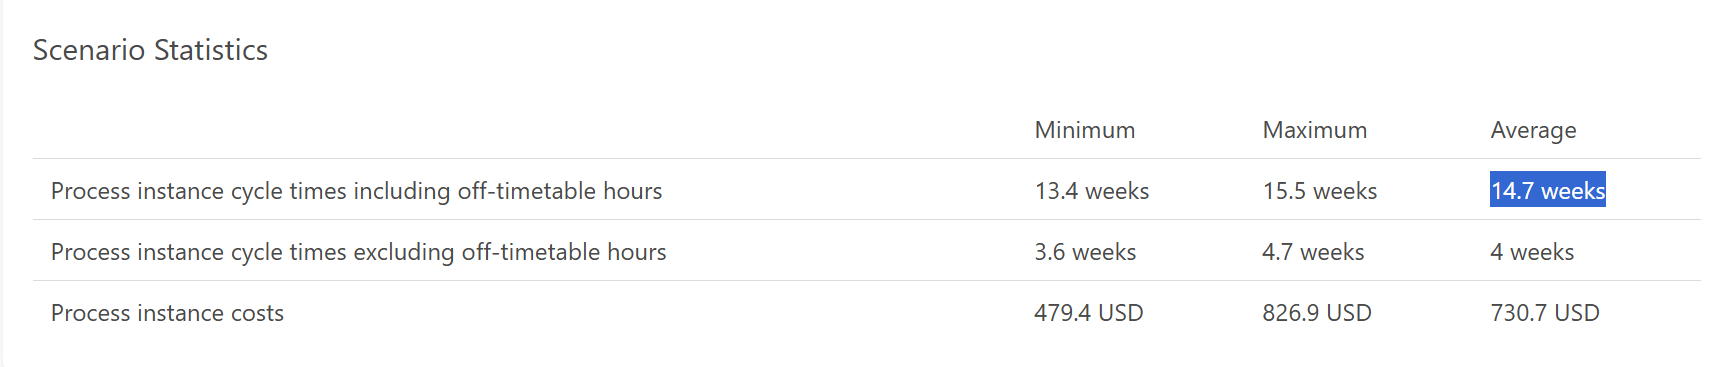 Scenario Statistics
Minimum Maximum Average
Process instance cycle times including off-timetable hours 13.4 weeks 15.5 weeks 14.7 weeks
Process instance cycle times excluding off-timetable hours 3.6 weeks 4.7 weeks 4 weeks
Process instance costs 479.4 USD 826.9 USD 730.7 USD